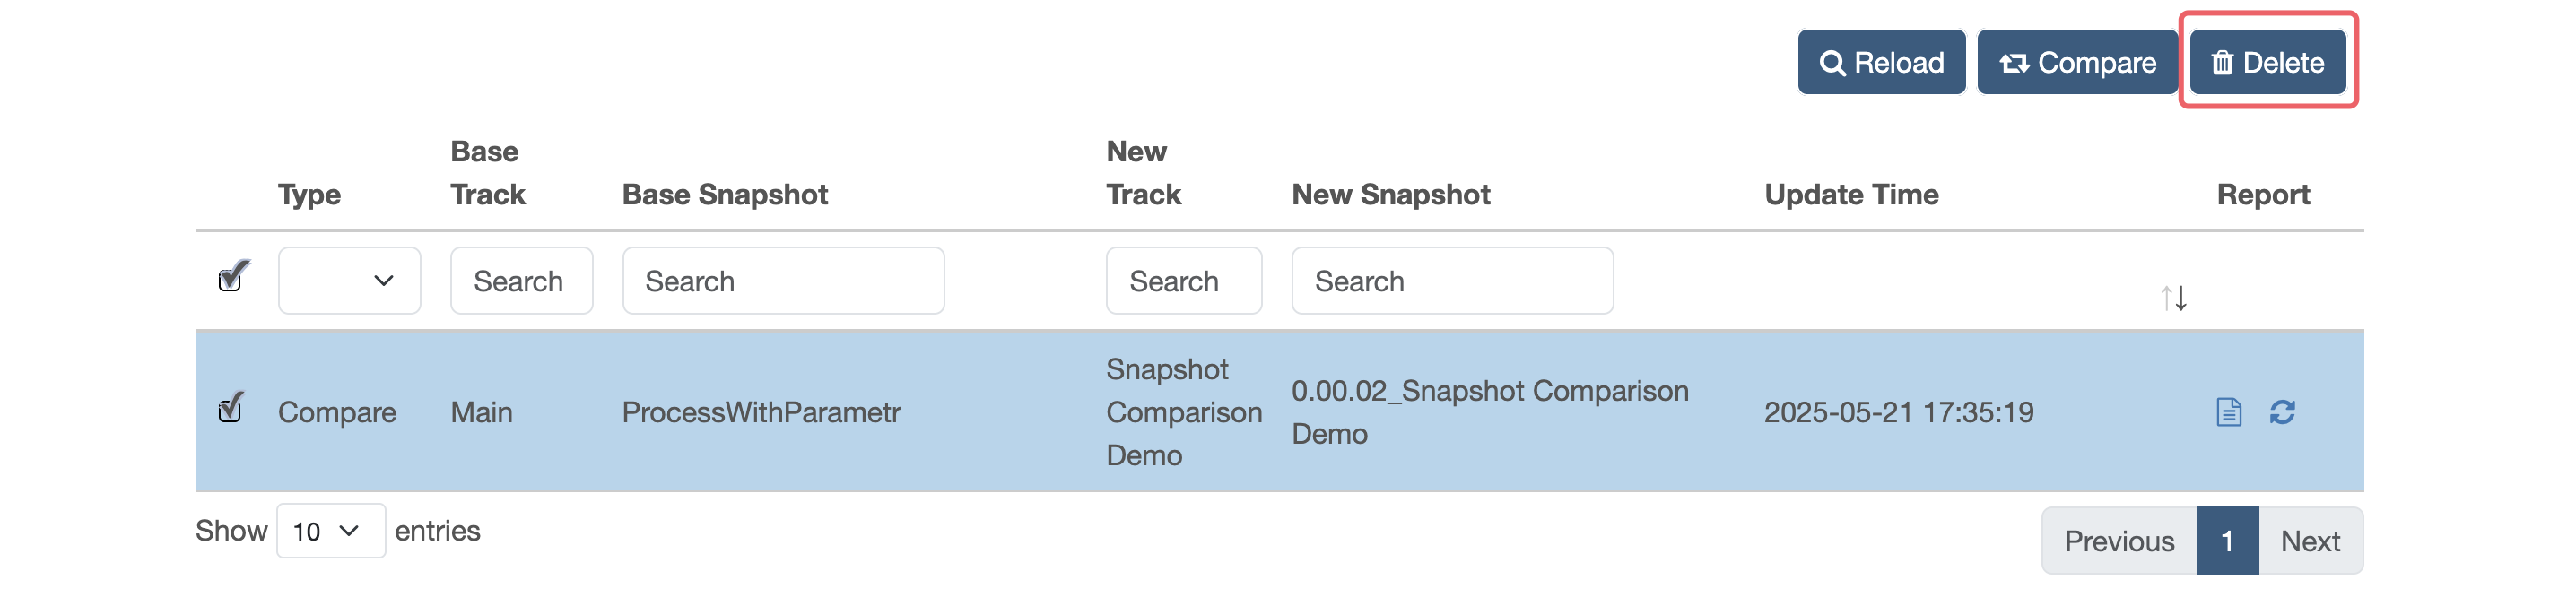 Reload Compare Delete
Type Base Track Base Snapshot New Track New Snapshot Update Time Report
Search Search Search Search
Compare Main ProcessWithParametr Snapshot Comparison Demo 0.00.02_Snapshot Comparison Demo 2025-05-21 17:35:19
Show 10 entries Previous 1 Next